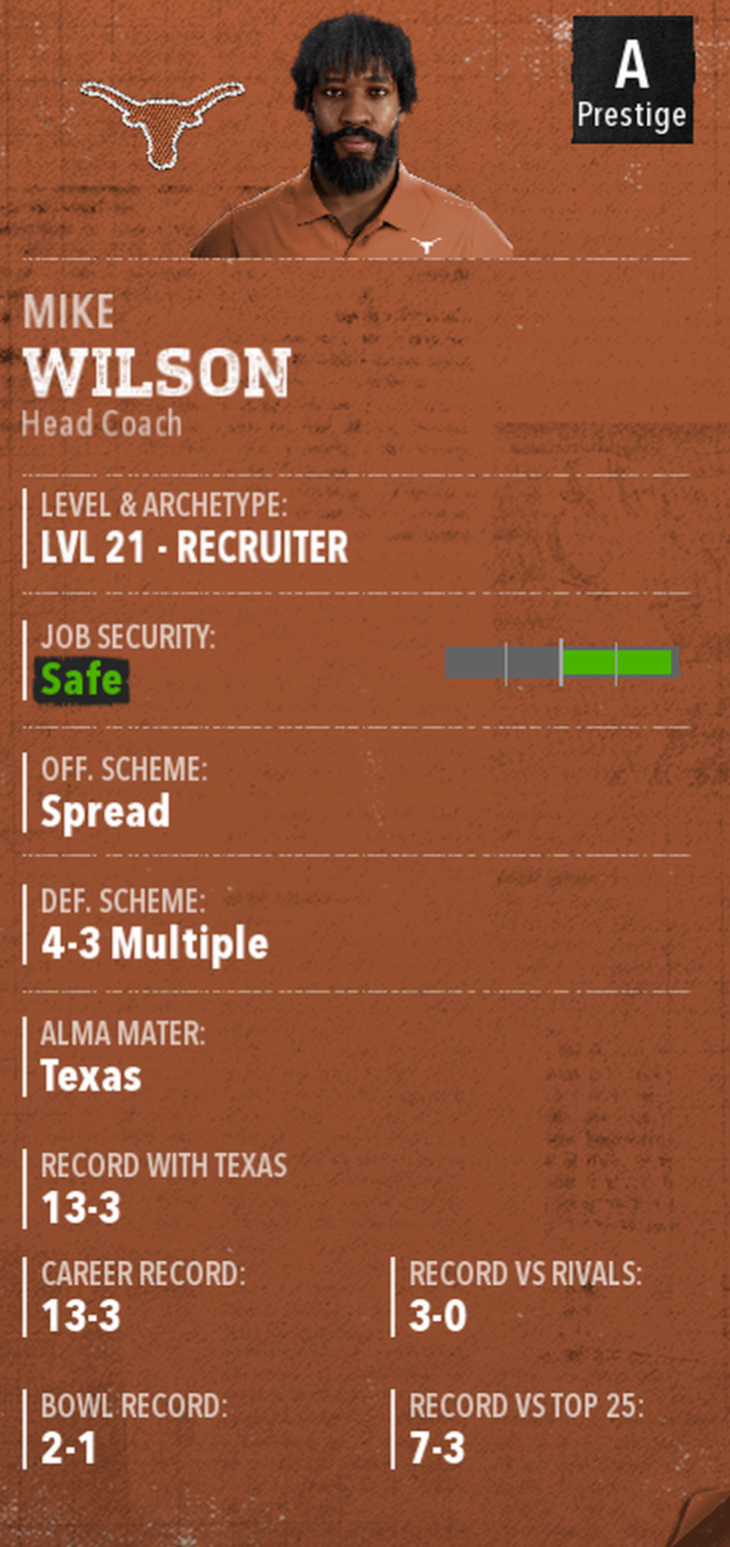 A
Prestige
MIKE
WILSON
Head Coach
LEVEL & ARCHETYPE:
LVL 21 - RECRUITER
JOB SECURITY:
Safe
OFF. SCHEME:
Spread
DEF. SCHEME:
4-3 Multiple
ALMA MATER:
Texas
RECORD WITH TEXAS
13-3
CAREER RECORD:
13-3
RECORD VS RIVALS:
3-0
BOWL RECORD:
2-1
RECORD VS TOP 25:
7-3